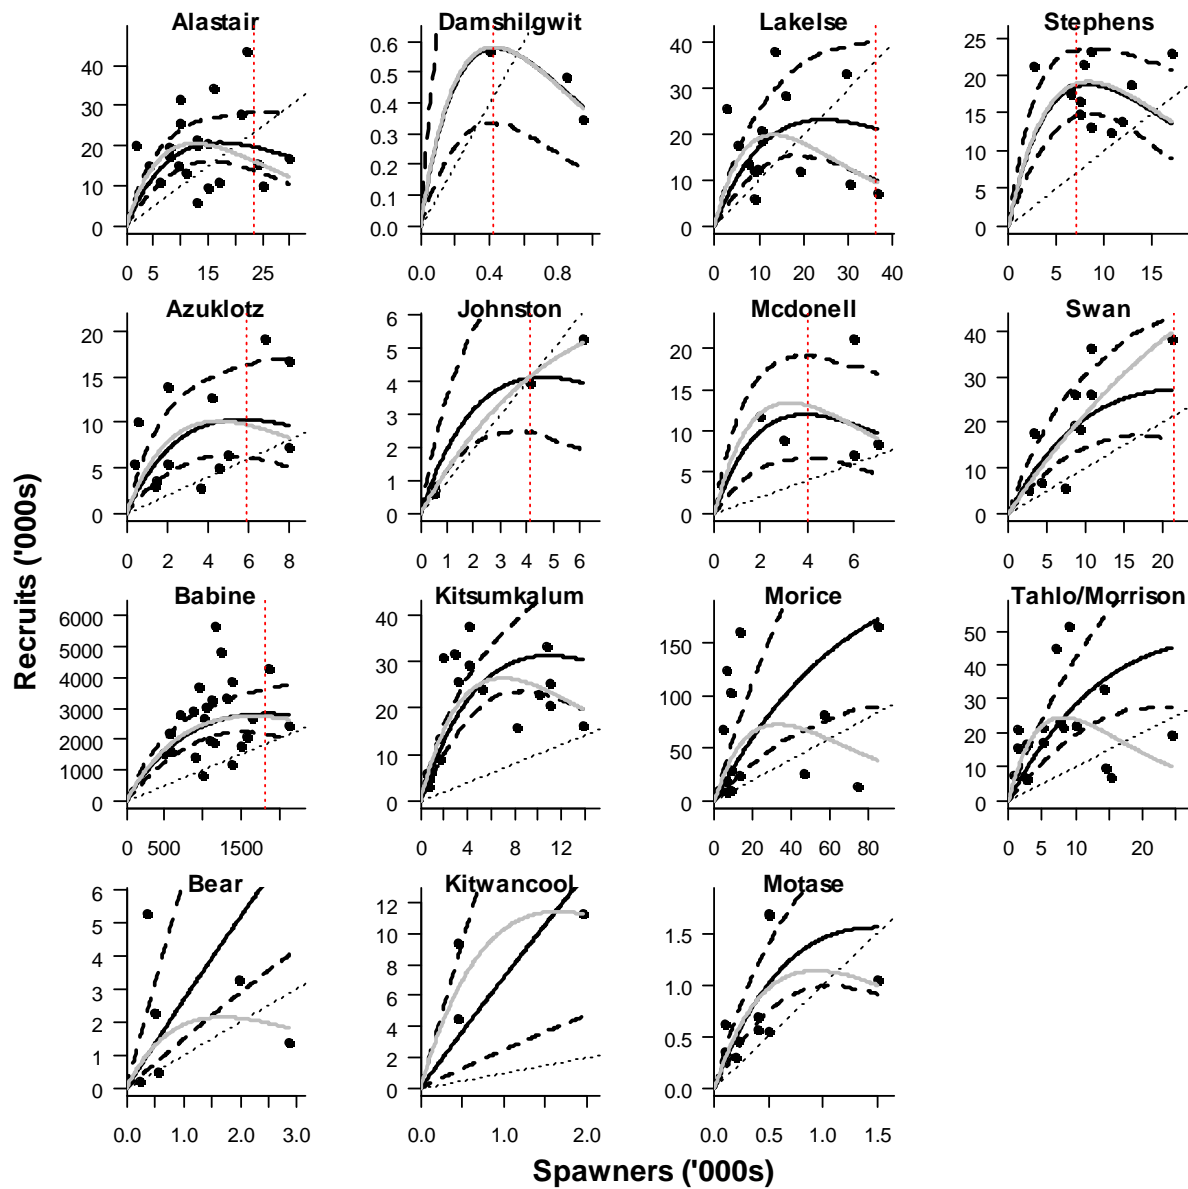 Alastair Damshilgwit Lakelse Stephens
40 30 20 10 0
0 5 15 25
0.6 0.5 0.4 0.3 0.2 0.1 0.0
0.0 0.4 0.8
40 30 20 10 0
0 10 20 30 40
25 20 15 10 5 0
0 5 10 15
Azuklotz Johnston Mcdonell Swan
20 15 10 5 0
0 2 4 6 8
6 5 4 3 2 1 0
0 1 2 3 4 5 6
20 15 10 5 0
0 2 4 6
40 30 20 10 0
0 5 10 15 20
Recruits ('000s)
Babine Kitsumkalum Morice Tahlo/Morrison
6000 5000 4000 3000 2000 1000 0
0 500 1500
40 30 20 10 0
0 4 8 12
150 100 50 0
0 20 40 60 80
50 40 30 20 10 0
0 5 10 20
Bear Kitwancool Motase
6 5 4 3 2 1 0
0.0 1.0 2.0 3.0
12 10 8 6 4 2 0
0.0 1.0 2.0
1.5 1.0 0.5 0.0
0.0 0.5 1.0 1.5
Spawners ('000s)